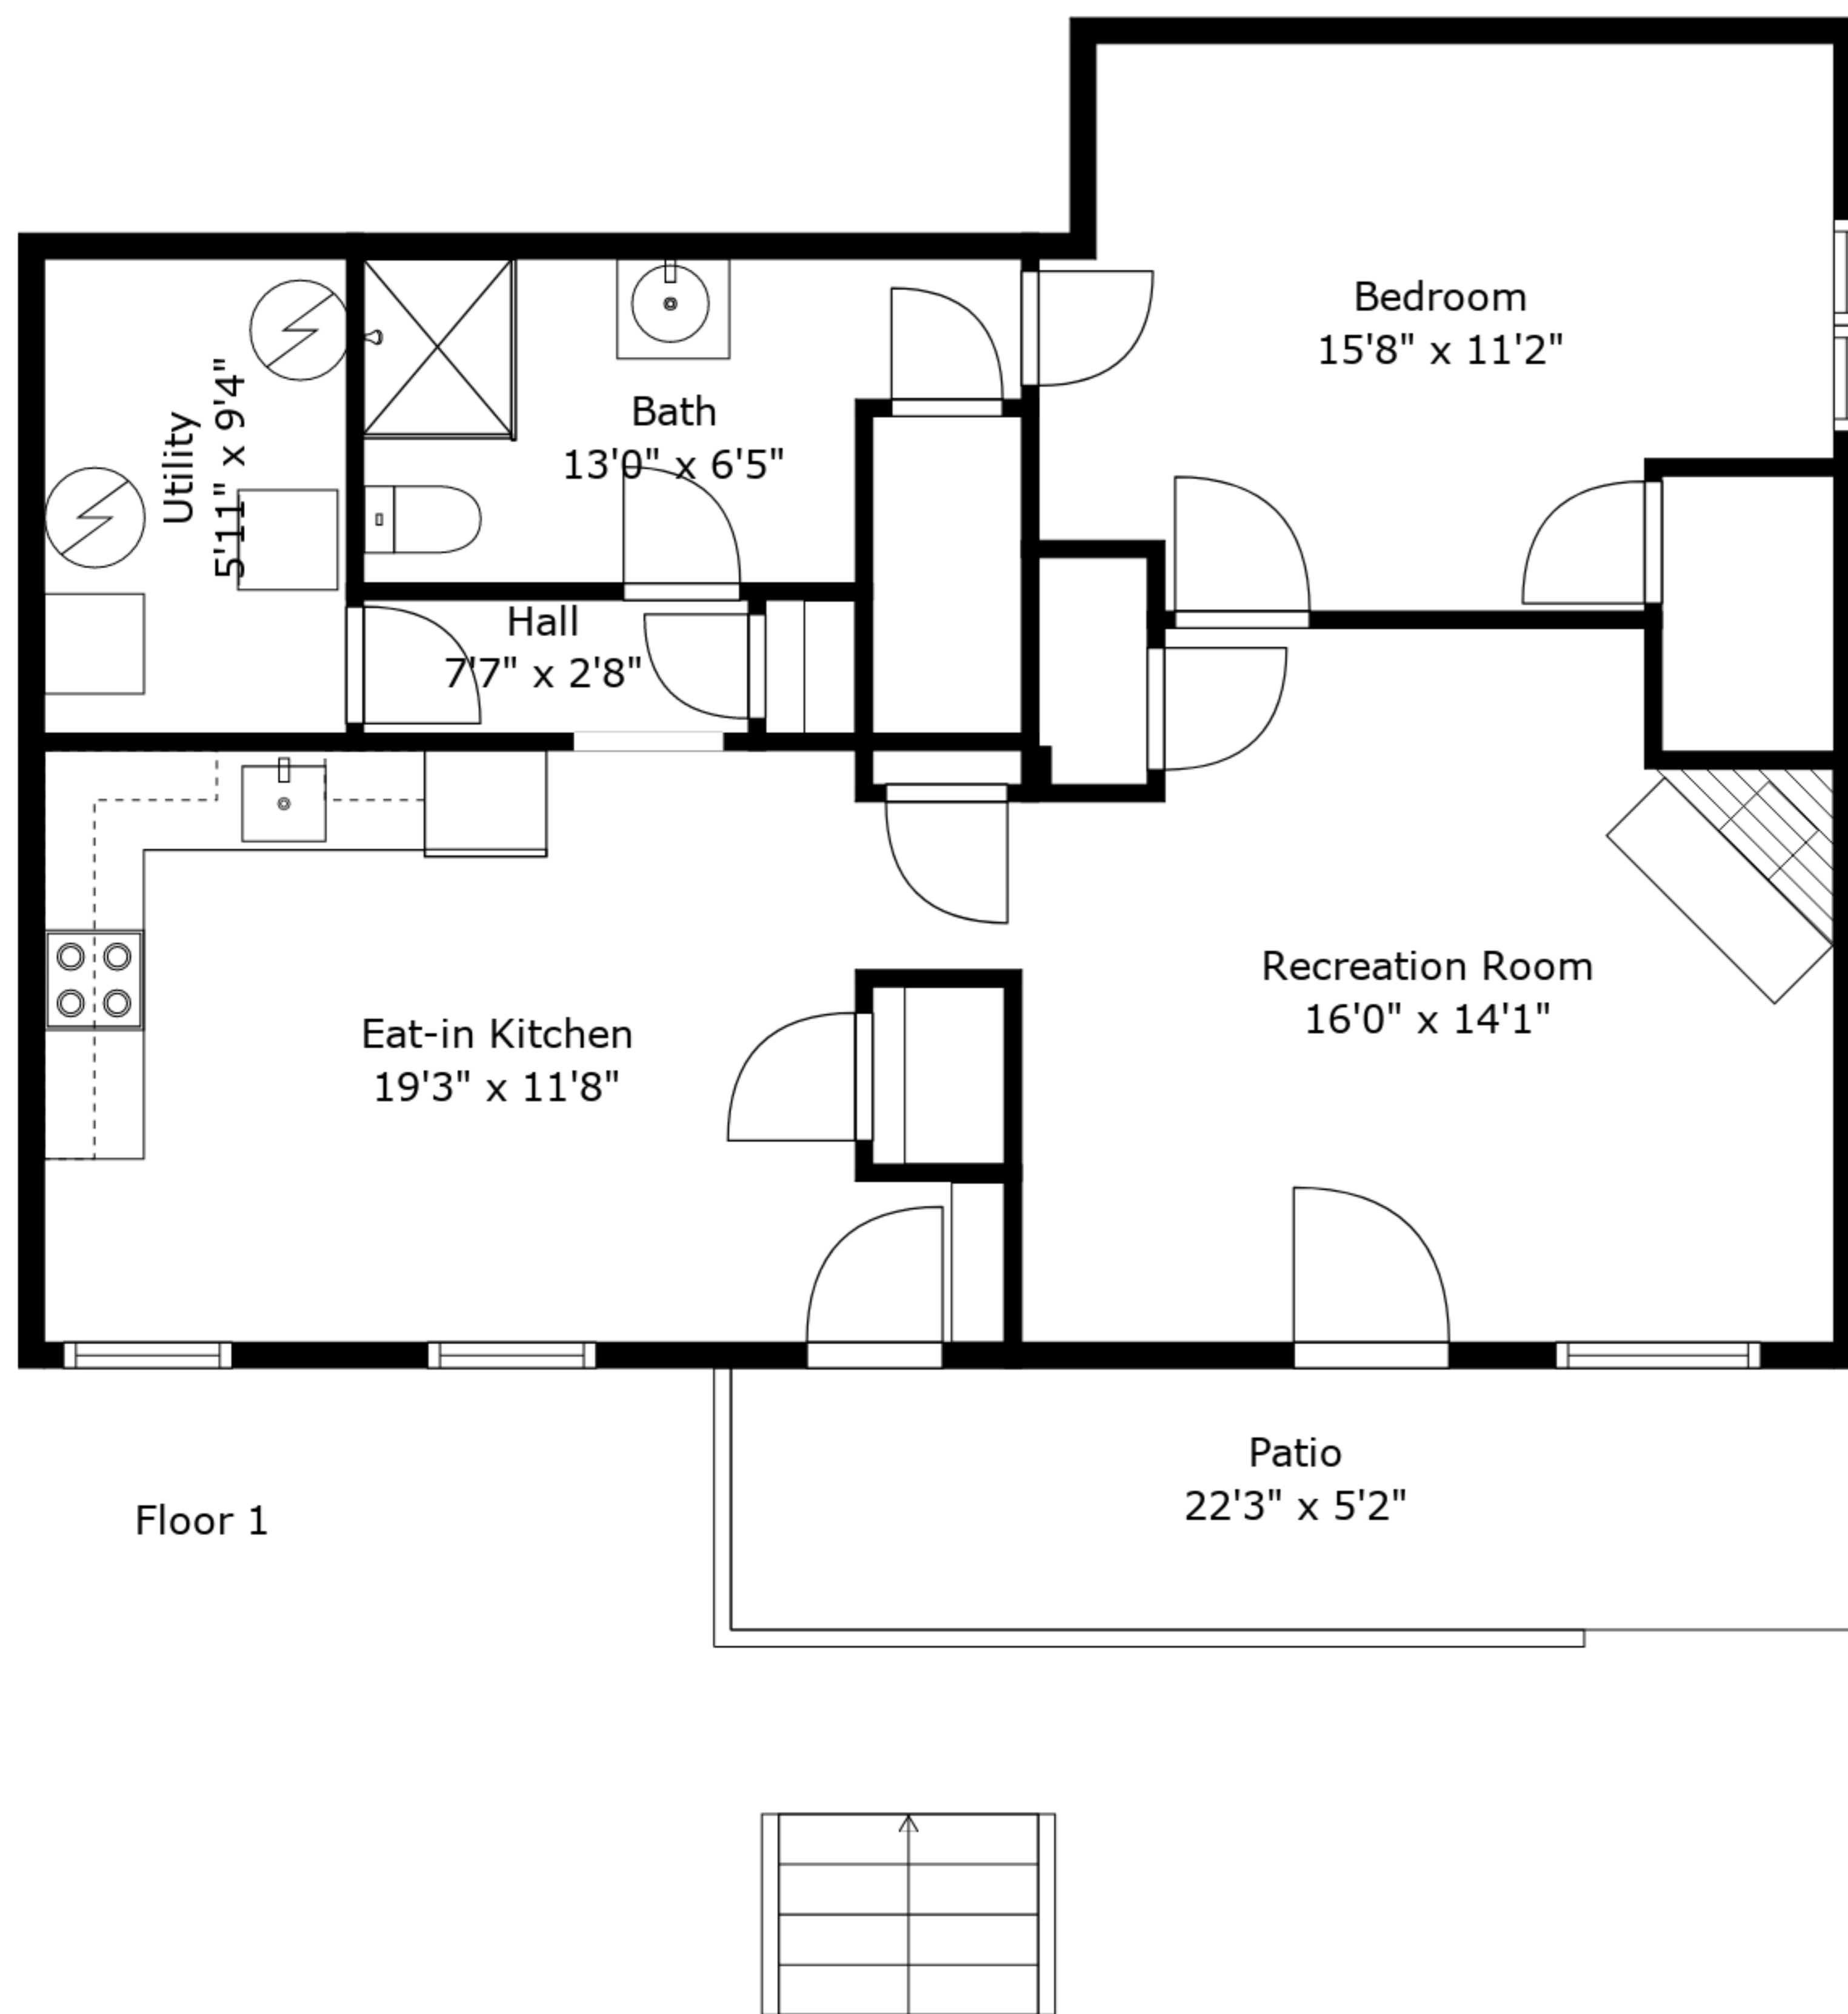 Bedroom
15'8" x 11'2"
Bath
13'0" x 6'5"
Utility
5'11" x 9'4"
Hall
7'7" x 2'8"
Recreation Room
16'0" x 14'1"
Eat-in Kitchen
19'3" x 11'8"
Patio
22'3" x 5'2"
Floor 1